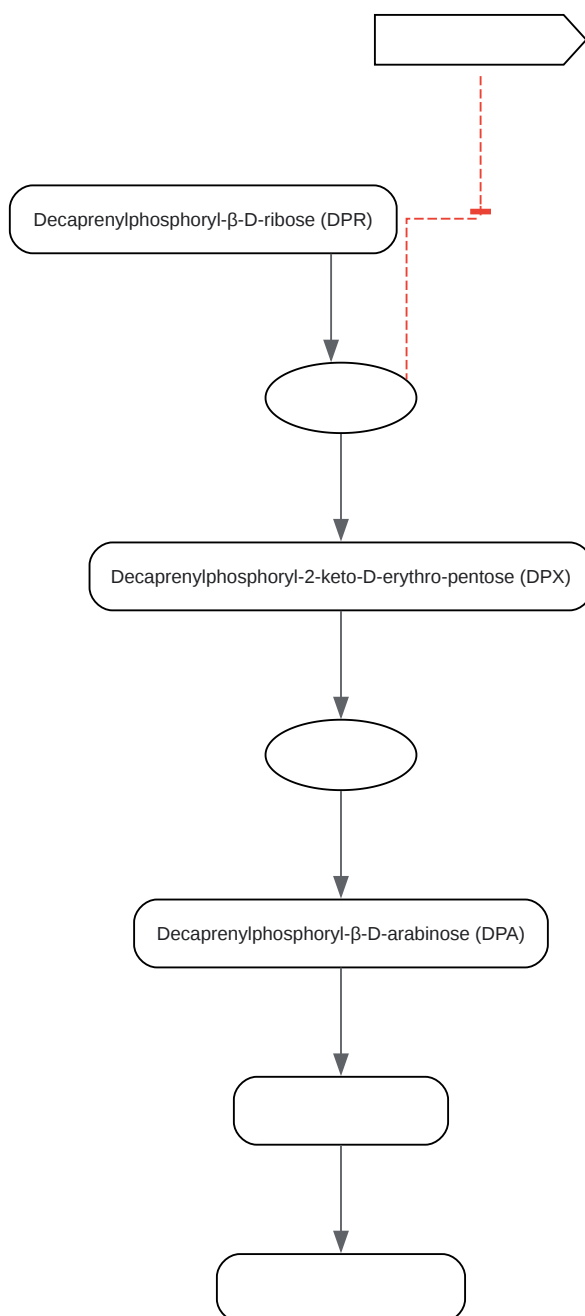 Decaprenylphosphoryl-β-D-ribose (DPR)
Decaprenylphosphoryl-2-keto-D-erythro-pentose (DPX)
Decaprenylphosphoryl-β-D-arabinose (DPA)